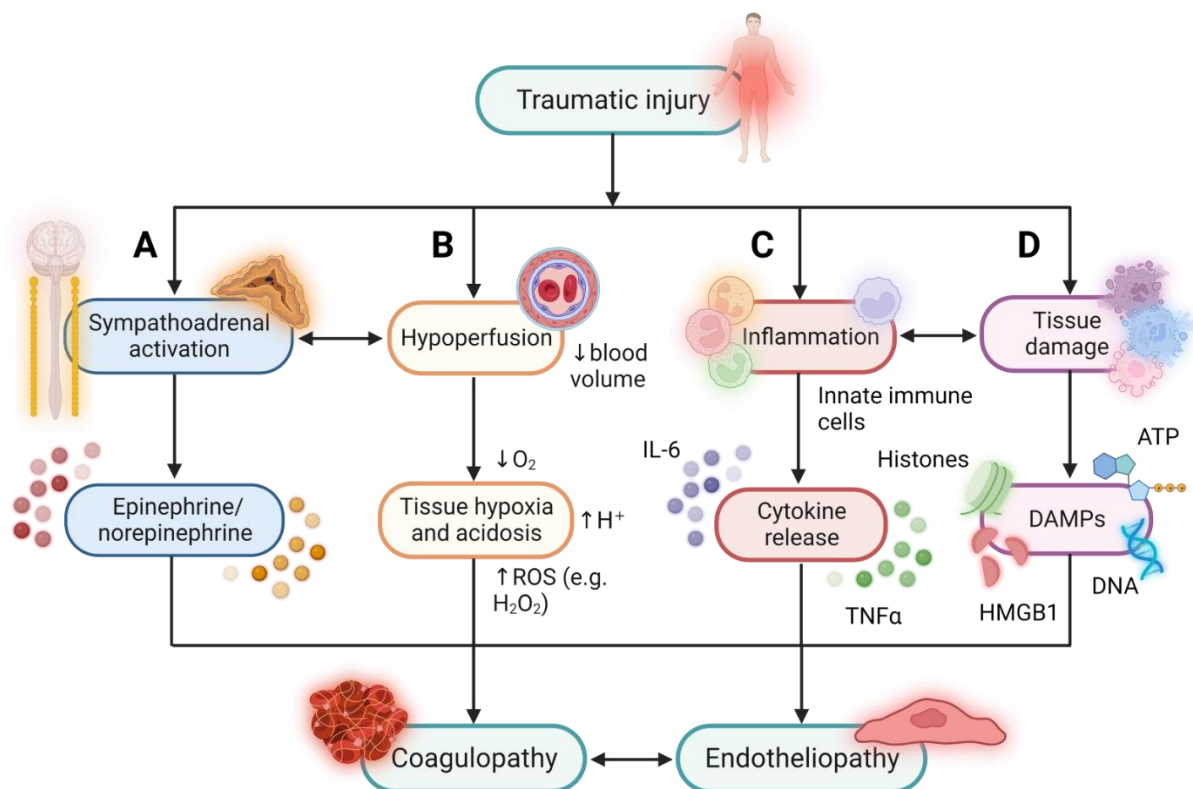 Traumatic injury
A
B
C
D
Sympathoadrenal
activation
Hypoperfusion
↓blood
volume
Inflammation
Innate immune
cells
Tissue
damage
Epinephrine/
norepinephrine
↓O₂
Tissue hypoxia
and acidosis
↑H⁺
↑ROS (e.g.
H₂O₂)
IL-6
Cytokine
release
TNFα
Histones
ATP
DAMPs
HMGB1
DNA
Coagulopathy
Endotheliopathy